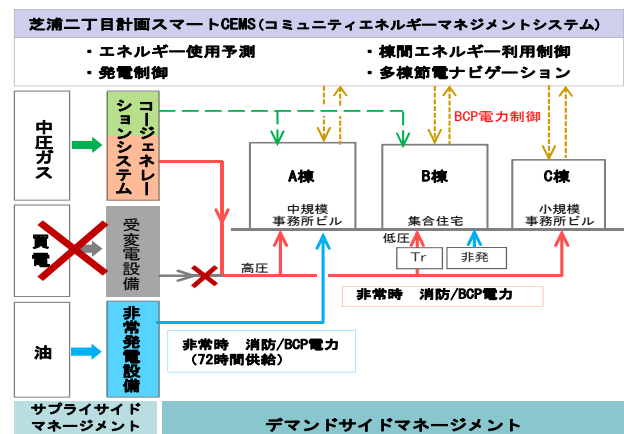 芝浦二丁目計画スマートCEMS(コミュニティエネルギーマネジメントシステム)
・エネルギー使用予測
・棟間エネルギー利用制御
・発電制御
・多棟節電ナビゲーション
中圧ガス
コージェネレー
ションシステム
BCP電力制御
A棟
中規模
事務所ビル
B棟
集合住宅
C棟
小規模
事務所ビル
買電
受変電設備
高圧
低圧
Tr
非発
非常時 消防/BCP電力
油
非常発電設備
非常時 消防/BCP電力
(72時間供給)
サプライサイド
マネージメント
デマンドサイドマネージメント